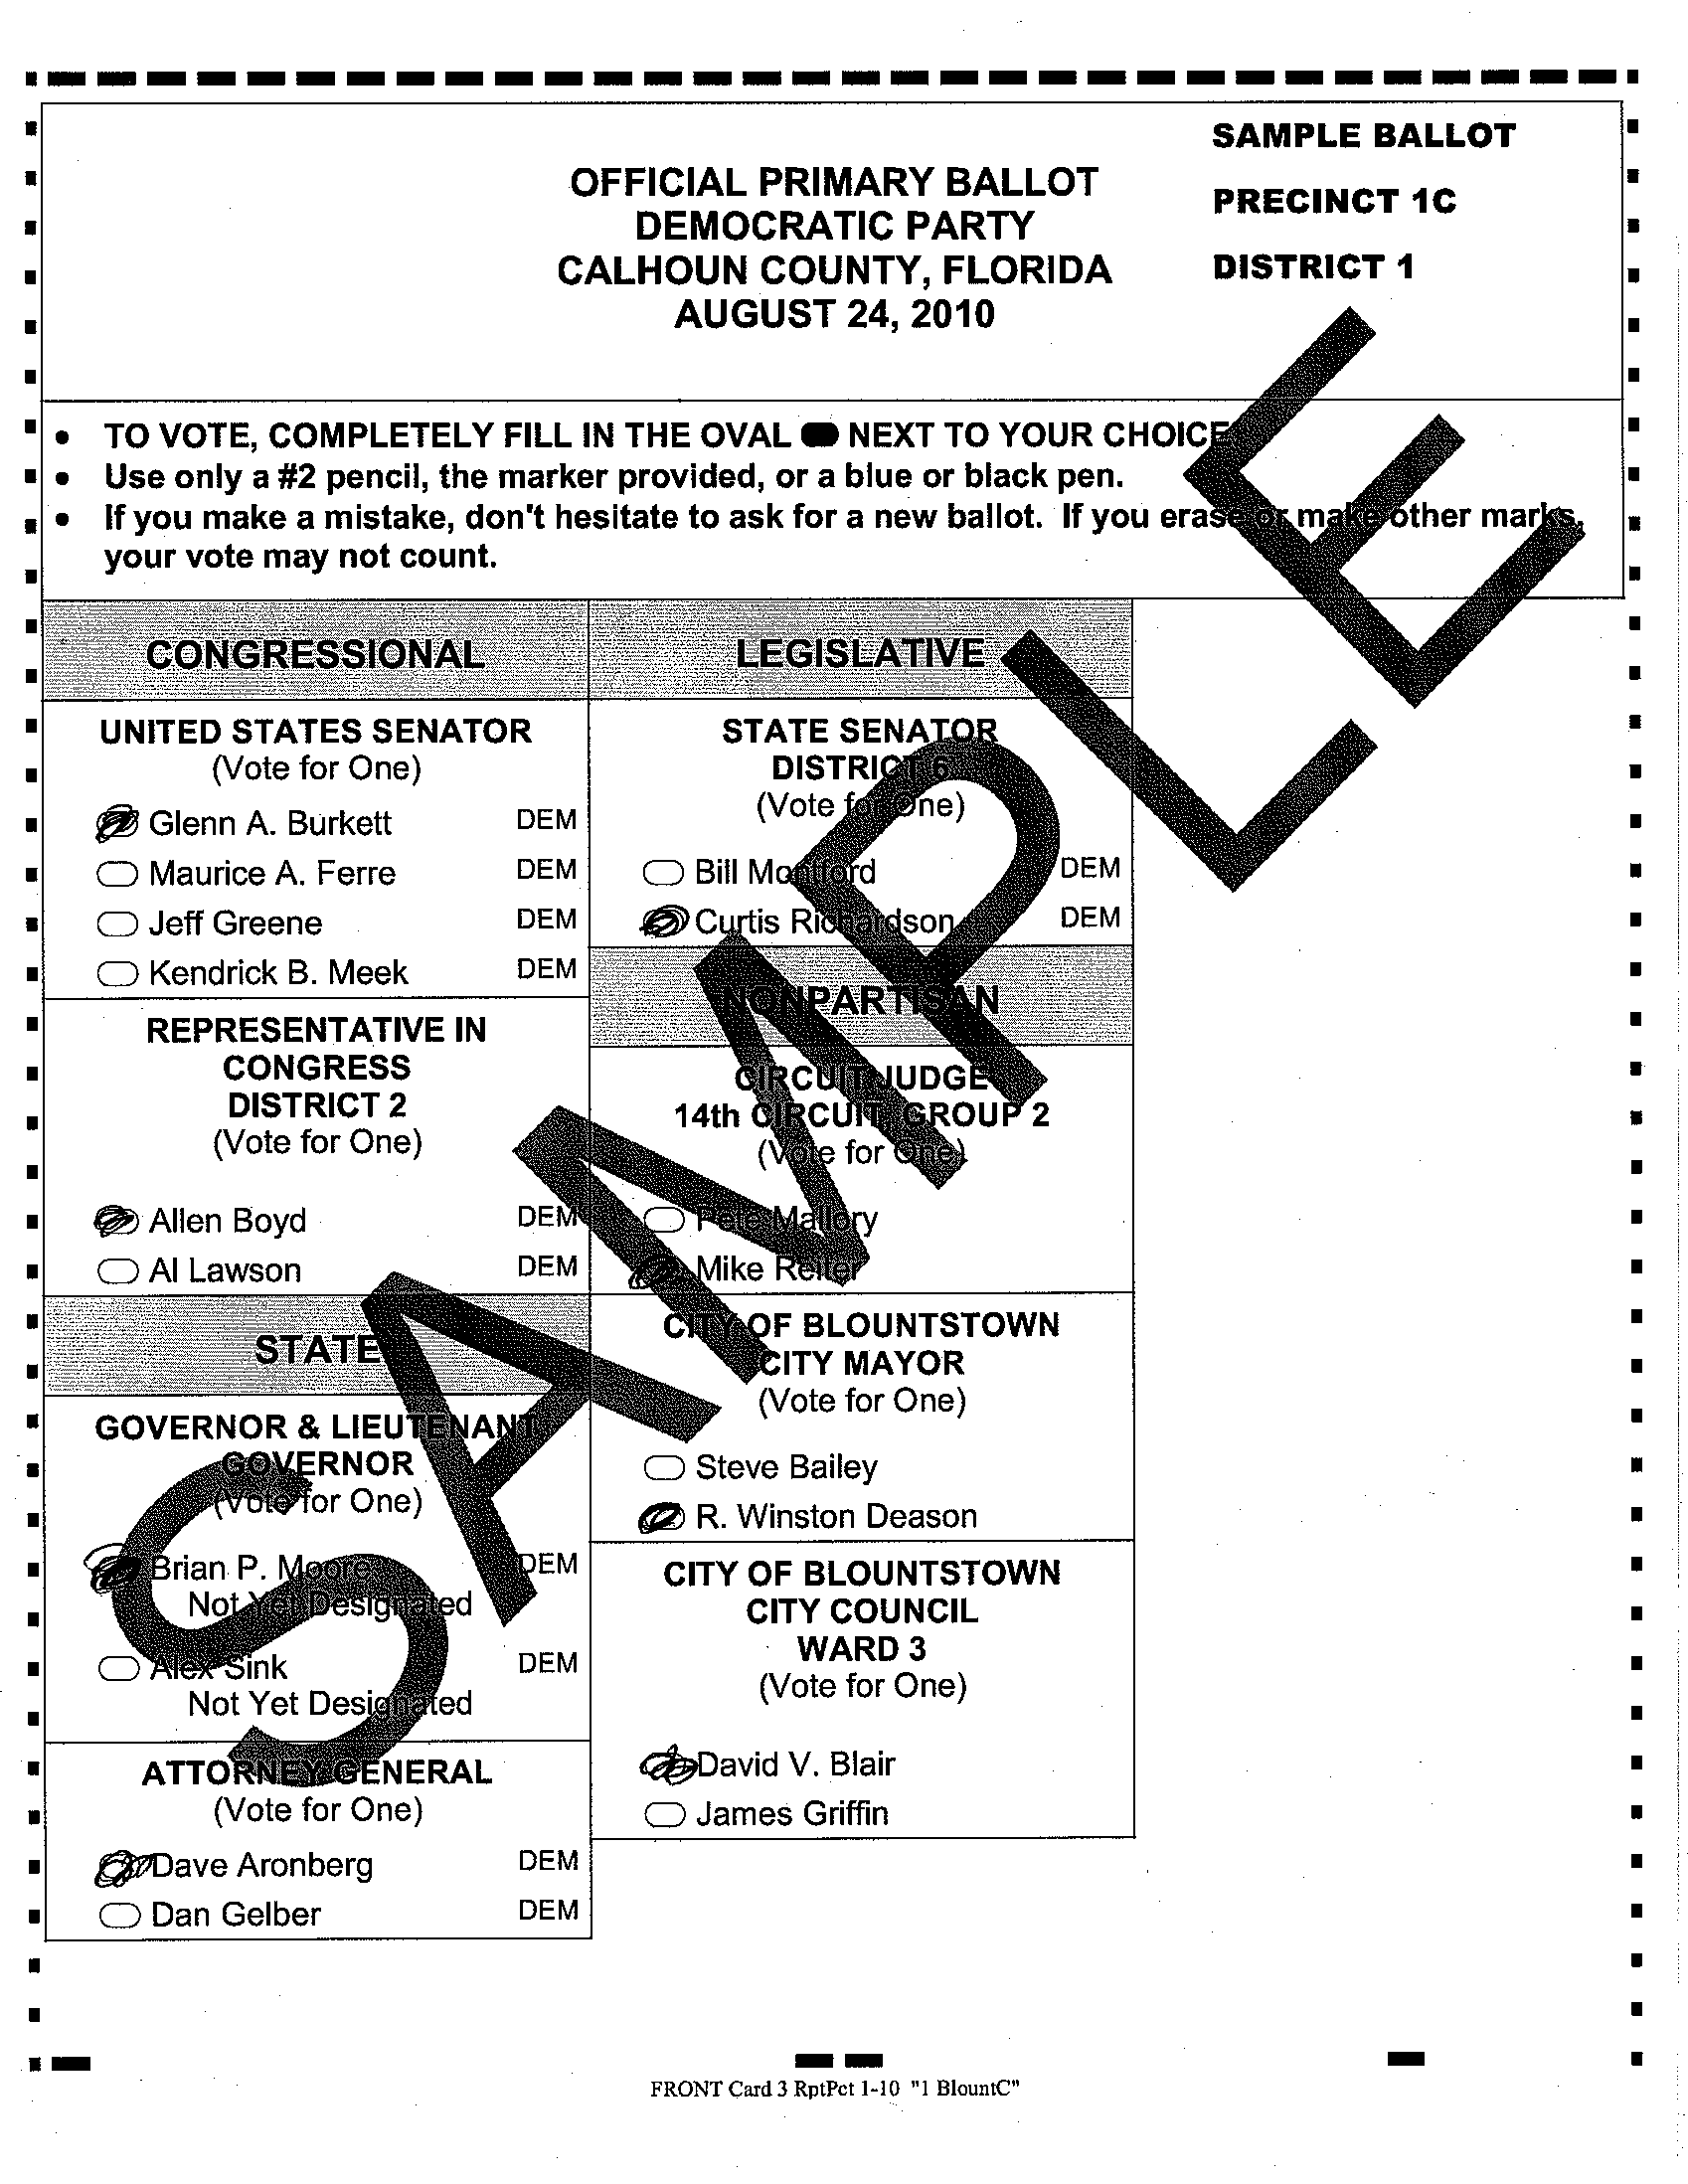 SAMPLE BALLOT
OFFICIAL PRIMARY BALLOT
DEMOCRATIC PARTY
CALHOUN COUNTY, FLORIDA
AUGUST 24, 2010
PRECINCT 1C
DISTRICT 1
• TO VOTE, COMPLETELY FILL IN THE OVAL NEXT TO YOUR CHOICE
• Use only a #2 pencil, the marker provided, or a blue or black pen.
• If you make a mistake, don't hesitate to ask for a new ballot. If you erase or make other marks,
your vote may not count.
CONGRESSIONAL
UNITED STATES SENATOR
(Vote for One)
Glenn A. Burkett DEM
Maurice A. Ferre DEM
Jeff Greene DEM
Kendrick B. Meek DEM
REPRESENTATIVE IN
CONGRESS
DISTRICT 2
(Vote for One)
Allen Boyd DEM
Al Lawson DEM
STATE
GOVERNOR & LIEUTENANT
GOVERNOR
(Vote for One)
Brian P. Moore DEM
Not Yet Designated
Alex Sink DEM
Not Yet Designated
ATTORNEY GENERAL
(Vote for One)
Dave Aronberg DEM
Dan Gelber DEM
LEGISLATIVE
STATE SENATOR
DISTRICT 6
(Vote for One)
Bill Montford DEM
Curtis Richardson DEM
NONPARTISAN
CIRCUIT JUDGE
14th CIRCUIT, GROUP 2
(Vote for One)
Pete Mallory
Mike Reiter
CITY OF BLOUNTSTOWN
CITY MAYOR
(Vote for One)
Steve Bailey
R. Winston Deason
CITY OF BLOUNTSTOWN
CITY COUNCIL
WARD 3
(Vote for One)
David V. Blair
James Griffin
SAMPLE
FRONT Card 3 RptPct 1-10 "1 BlountC"